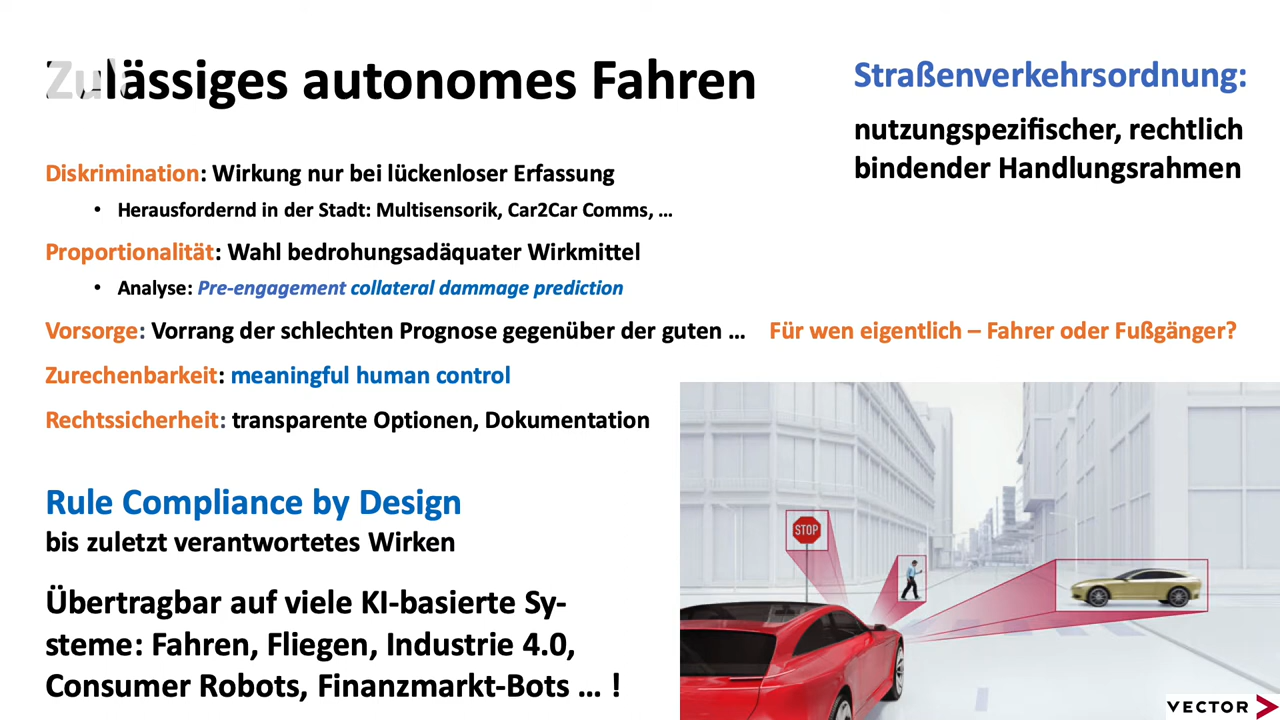 Zulässiges autonomes Fahren
Straßenverkehrsordnung:
nutzungspezifischer, rechtlich
bindender Handlungsrahmen
Diskrimination: Wirkung nur bei lückenloser Erfassung
• Herausfordernd in der Stadt: Multisensorik, Car2Car Comms, ...
Proportionalität: Wahl bedrohungsadäquater Wirkmittel
• Analyse: Pre-engagement collateral dammage prediction
Vorsorge: Vorrang der schlechten Prognose gegenüber der guten ... Für wen eigentlich – Fahrer oder Fußgänger?
Zurechenbarkeit: meaningful human control
Rechtssicherheit: transparente Optionen, Dokumentation
Rule Compliance by Design
bis zuletzt verantwortetes Wirken
Übertragbar auf viele KI-basierte Sy-
steme: Fahren, Fliegen, Industrie 4.0,
Consumer Robots, Finanzmarkt-Bots ... !
STOP
VECTOR